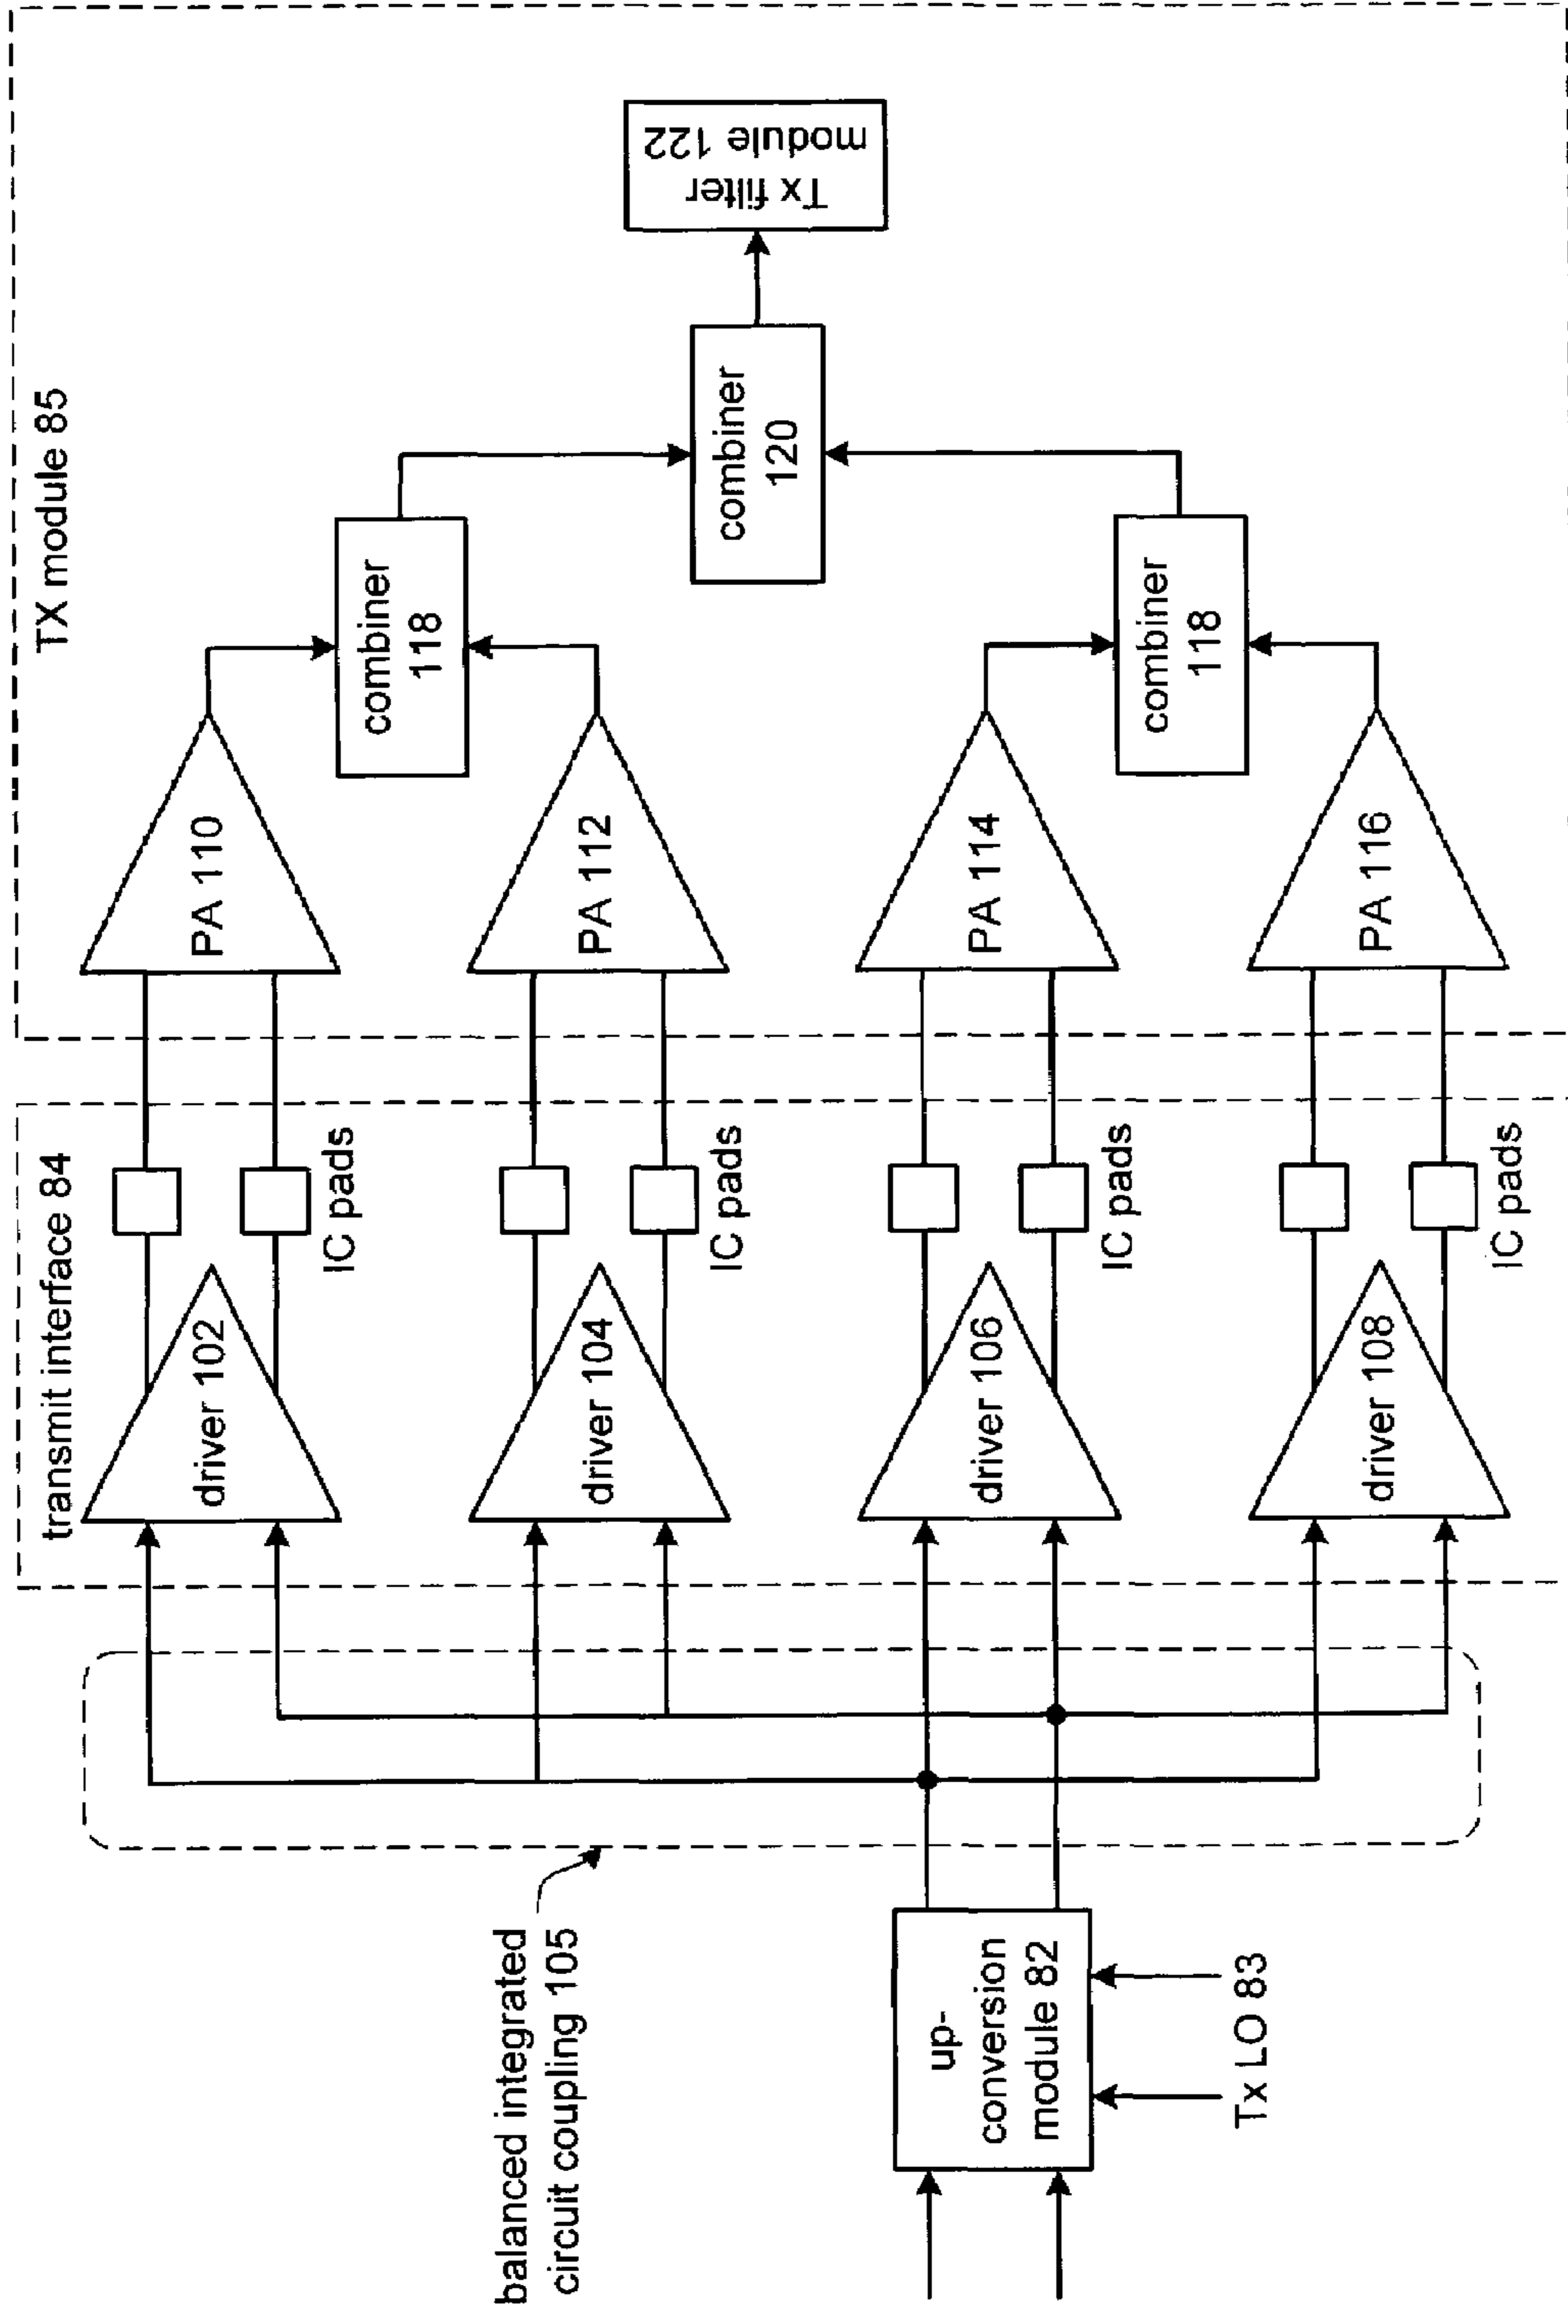 TX module 85
Tx filter
module 122
combiner
120
combiner
118
combiner
118
PA 110
PA 112
PA 114
PA 116
transmit interface 84
IC pads
IC pads
IC pads
IC pads
driver 102
driver 104
driver 106
driver 108
balanced integrated
circuit coupling 105
up-
conversion
module 82
Tx LO 83